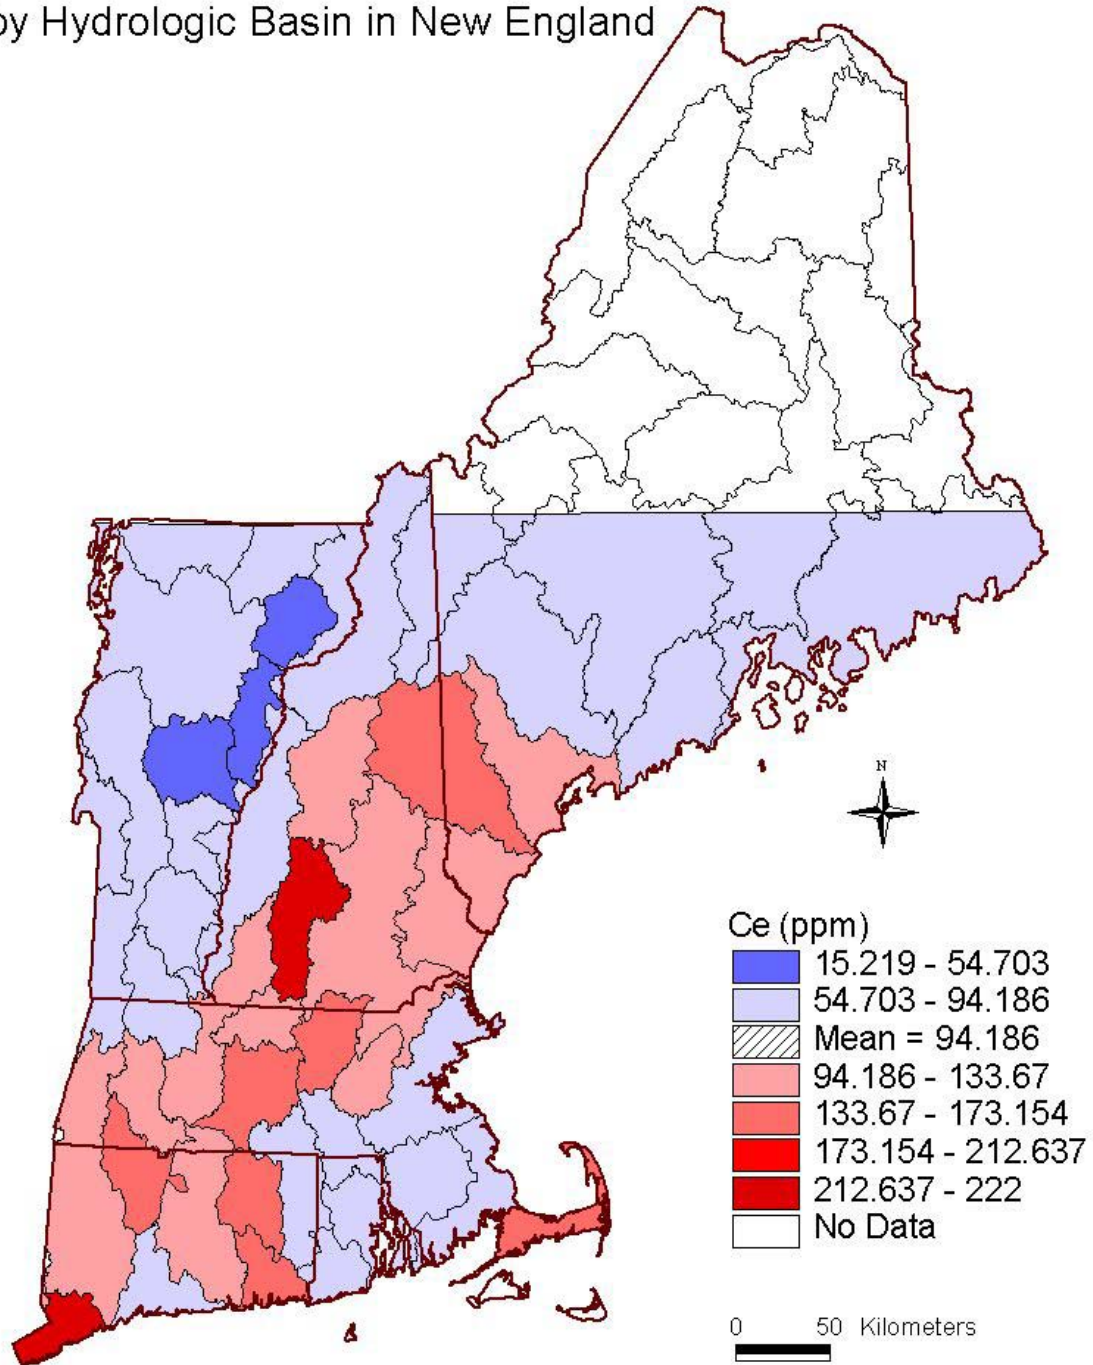 by Hydrologic Basin in New England
N
Ce (ppm)
15.219 - 54.703
54.703 - 94.186
Mean = 94.186
94.186 - 133.67
133.67 - 173.154
173.154 - 212.637
212.637 - 222
No Data
0 50 Kilometers